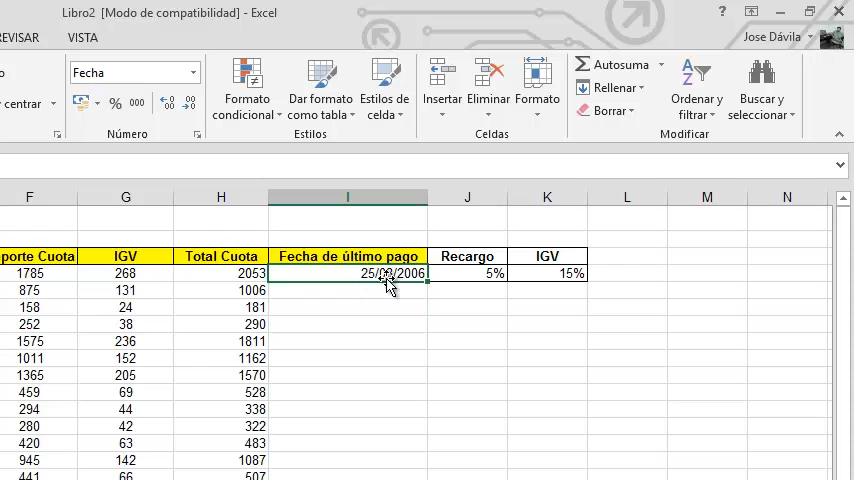 Libro2 [Modo de compatibilidad] - Excel
REVISAR VISTA
Jose Dávila
centrar
Fecha
% 000
Número
Formato condicional
Dar formato como tabla
Estilos de celda
Estilos
Insertar Eliminar Formato
Celdas
Autosuma
Rellenar
Borrar
Ordenar y filtrar
Buscar y seleccionar
Modificar
F G H I J K L M N
porte Cuota IGV Total Cuota Fecha de último pago Recargo IGV
1785 268 2053 5% 15%
875 131 1006
158 24 181
252 38 290
1575 236 1811
1011 152 1162
1365 205 1570
459 69 528
294 44 338
280 42 322
420 63 483
945 142 1087
441 66 507